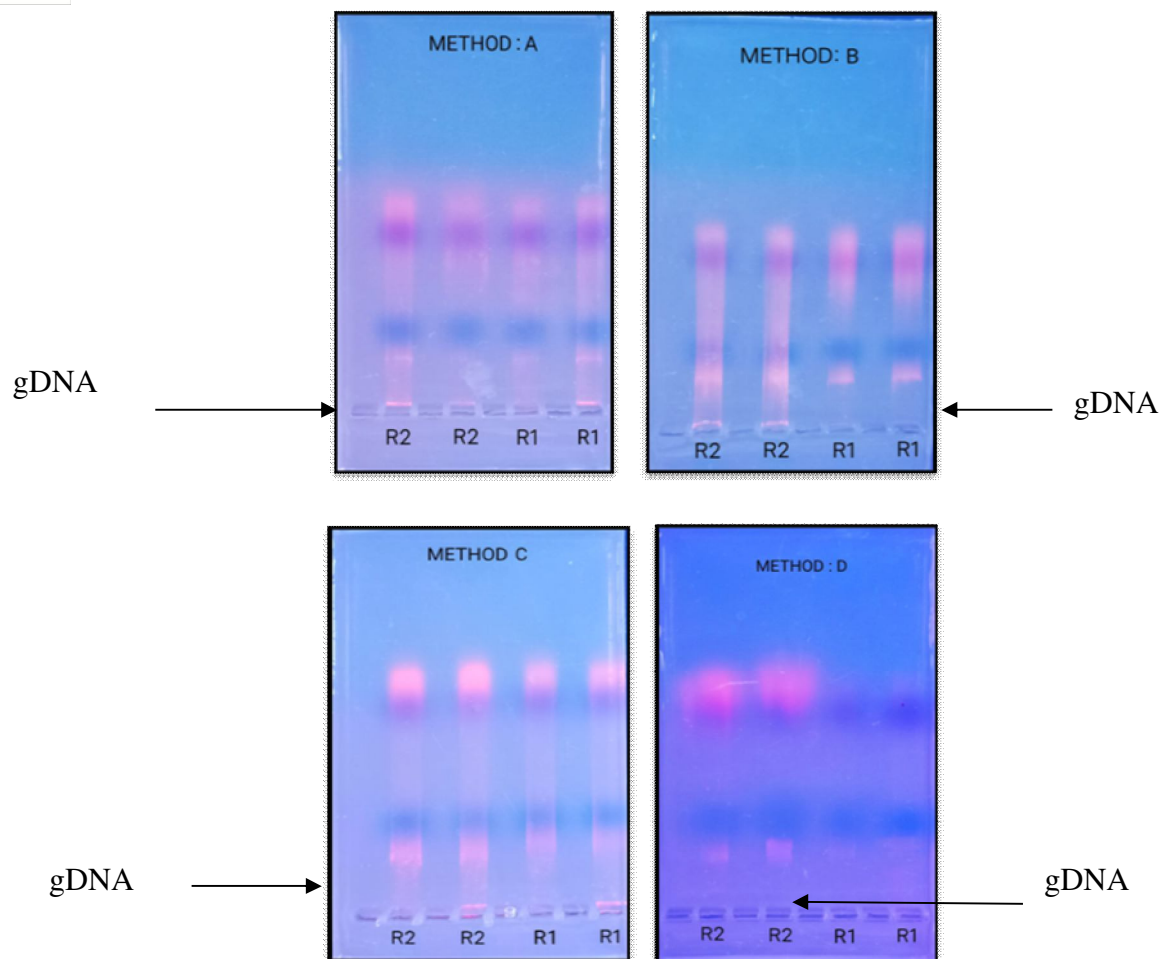 METHOD : A
METHOD: B
gDNA
gDNA
R2 R2 R1 R1
R2 R2 R1 R1
METHOD C
METHOD : D
gDNA
gDNA
R2 R2 R1 R1
R2 R2 R1 R1